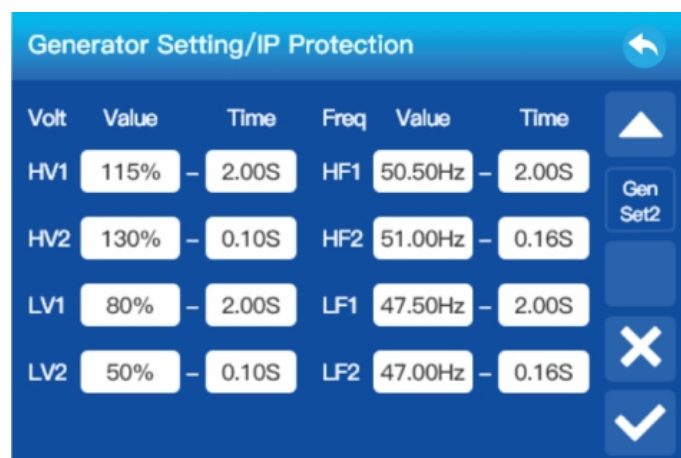 Generator Setting/IP Protection
Volt Value Time Freq Value Time
HV1 115% – 2.00S HF1 50.50Hz – 2.00S
Gen
Set2
HV2 130% – 0.10S HF2 51.00Hz – 0.16S
LV1 80% – 2.00S LF1 47.50Hz – 2.00S
LV2 50% – 0.10S LF2 47.00Hz – 0.16S